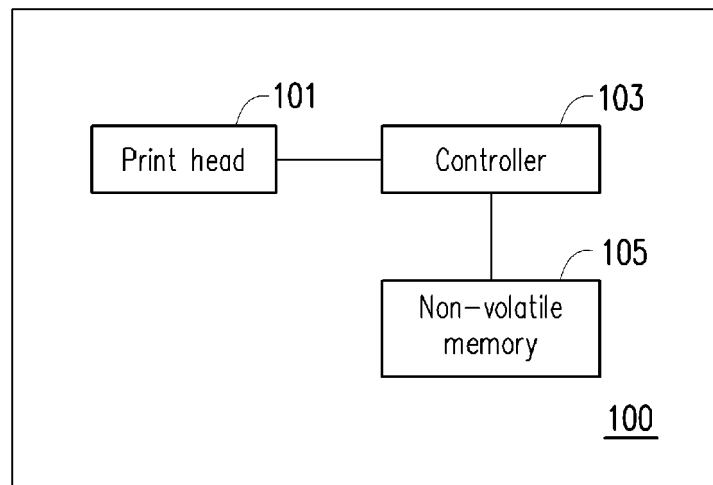 101
103
Print head
Controller
105
Non-volatile
memory
100